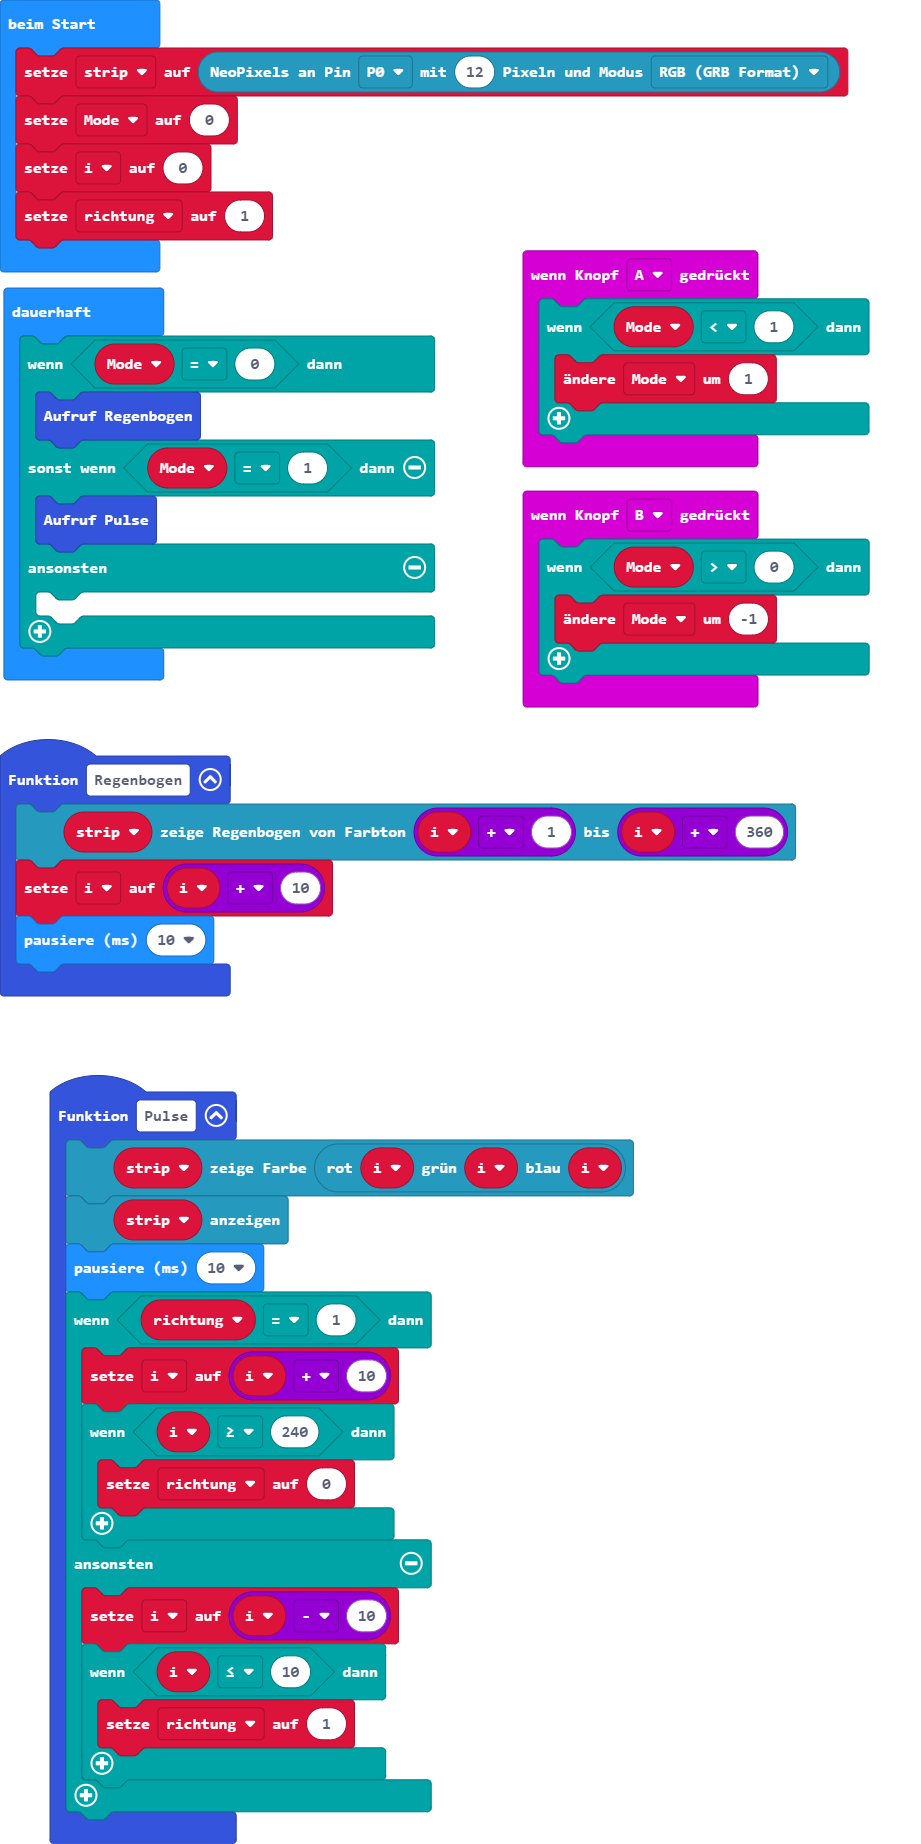 beim Start
setze strip auf NeoPixels an Pin P0 mit 12 Pixeln und Modus RGB (GRB Format)
setze Mode auf 0
setze i auf 0
setze richtung auf 1
dauerhaft
wenn Mode = 0 dann
Aufruf Regenbogen
sonst wenn Mode = 1 dann
Aufruf Pulse
ansonsten
wenn Knopf A gedrückt
wenn Mode < 1 dann
ändere Mode um 1
wenn Knopf B gedrückt
wenn Mode > 0 dann
ändere Mode um -1
Funktion Regenbogen
strip zeige Regenbogen von Farbton i + 1 bis i + 360
setze i auf i + 10
pausiere (ms) 10
Funktion Pulse
strip zeige Farbe rot i grün i blau i
strip anzeigen
pausiere (ms) 10
wenn richtung = 1 dann
setze i auf i + 10
wenn i ≥ 240 dann
setze richtung auf 0
ansonsten
setze i auf i - 10
wenn i ≤ 10 dann
setze richtung auf 1